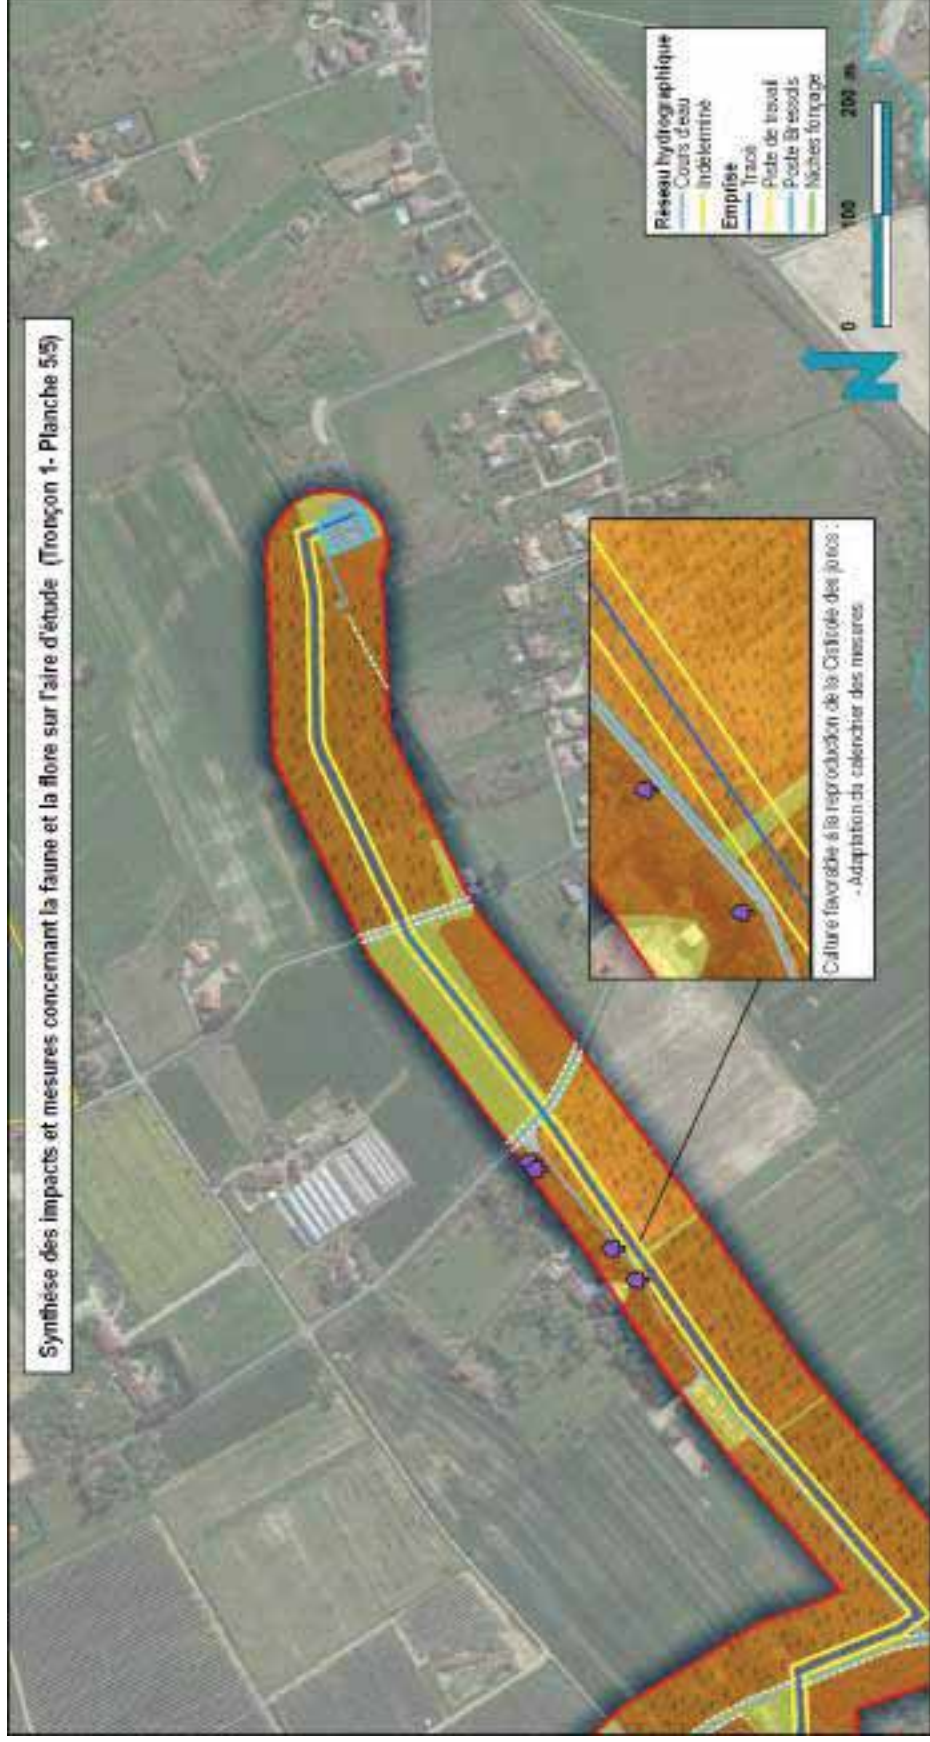 Synthèse des impacts et mesures concernant la faune et la flore sur l'aire d'étude (Tronçon 1- Planche 5/5)
Réseau hydrographique
Cours d'eau
Indéterminé
Emprise
Tracé
Piste de travail
Poste Bressols
Niches fonçage
0 100 200 m
N
Culture favorable à la reproduction de la Cisticole des joncs :
- Adaptation du calendrier des mesures